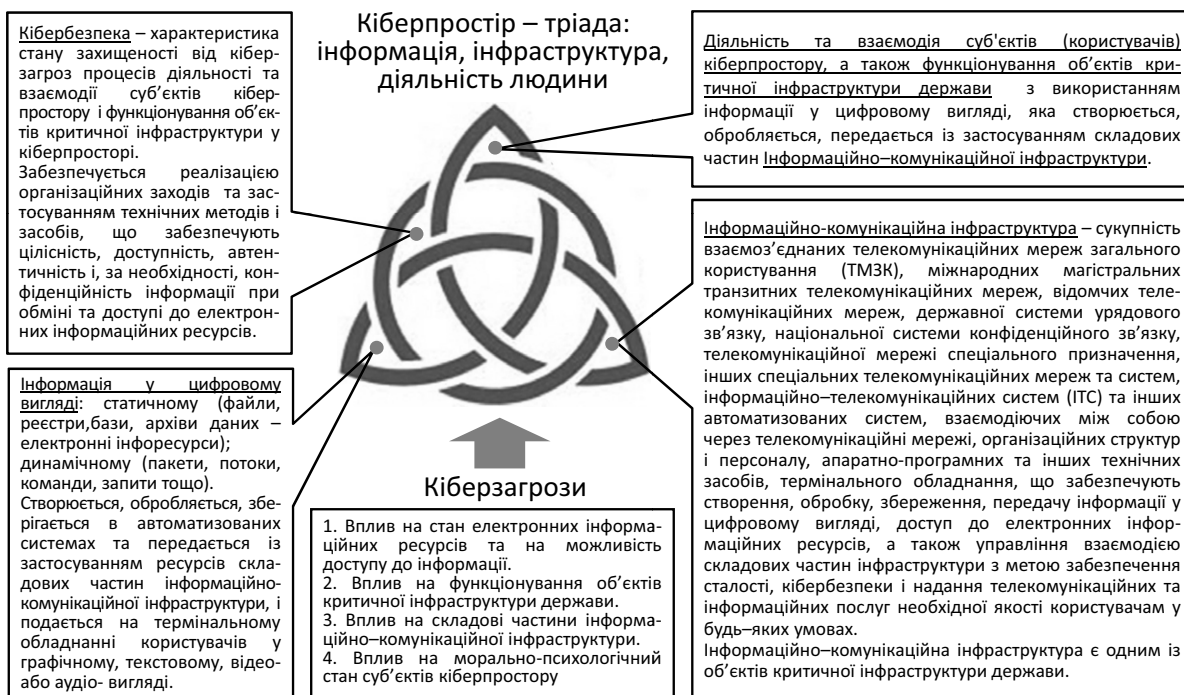 Кіберпростір – тріада:
інформація, інфраструктура,
діяльність людини
Кібербезпека – характеристика
стану захищеності від кібер-
загроз процесів діяльності та
взаємодії суб’єктів кібер-
простору і функціонування об’єк-
тів критичної інфраструктури у
кіберпросторі.
Забезпечується реалізацією
організаційних заходів та зас-
тосуванням технічних методів і
засобів, що забезпечують
цілісність, доступність, автен-
тичність і, за необхідності, кон-
фіденційність інформації при
обміні та доступі до електрон-
них інформаційних ресурсів.
Діяльність та взаємодія суб'єктів (користувачів)
кіберпростору, а також функціонування об’єктів кри-
тичної інфраструктури держави з використанням
інформації у цифровому вигляді, яка створюється,
обробляється, передається із застосуванням складових
частин Інформаційно–комунікаційної інфраструктури.
Інформаційно-комунікаційна інфраструктура – сукупність
взаємоз’єднаних телекомунікаційних мереж загального
користування (ТМЗК), міжнародних магістральних
транзитних телекомунікаційних мереж, відомчих теле-
комунікаційних мереж, державної системи урядового
зв’язку, національної системи конфіденційного зв’язку,
телекомунікаційної мережі спеціального призначення,
інших спеціальних телекомунікаційних мереж та систем,
інформаційно–телекомунікаційних систем (ІТС) та інших
автоматизованих систем, взаємодіючих між собою
через телекомунікаційні мережі, організаційних структур
і персоналу, апаратно-програмних та інших технічних
засобів, термінального обладнання, що забезпечують
створення, обробку, збереження, передачу інформації у
цифровому вигляді, доступ до електронних інфор-
маційних ресурсів, а також управління взаємодією
складових частин інфраструктури з метою забезпечення
сталості, кібербезпеки і надання телекомунікаційних та
інформаційних послуг необхідної якості користувачам у
будь–яких умовах.
Інформаційно–комунікаційна інфраструктура є одним із
об’єктів критичної інфраструктури держави.
Інформація у цифровому
вигляді: статичному (файли,
реєстри,бази, архіви даних –
електронні інфоресурси);
динамічному (пакети, потоки,
команди, запити тощо).
Створюється, обробляється, збе-
рігається в автоматизованих
системах та передається із
застосуванням ресурсів скла-
дових частин інформаційно-
комунікаційної інфраструктури, і
подається на термінальному
обладнанні користувачів у
графічному, текстовому, відео-
або аудіо- вигляді.
Кіберзагрози
1. Вплив на стан електронних інформа-
ційних ресурсів та на можливість
доступу до інформації.
2. Вплив на функціонування об’єктів
критичної інфраструктури держави.
3. Вплив на складові частини інформа-
ційно–комунікаційної інфраструктури.
4. Вплив на морально-психологічний
стан суб’єктів кіберпростору